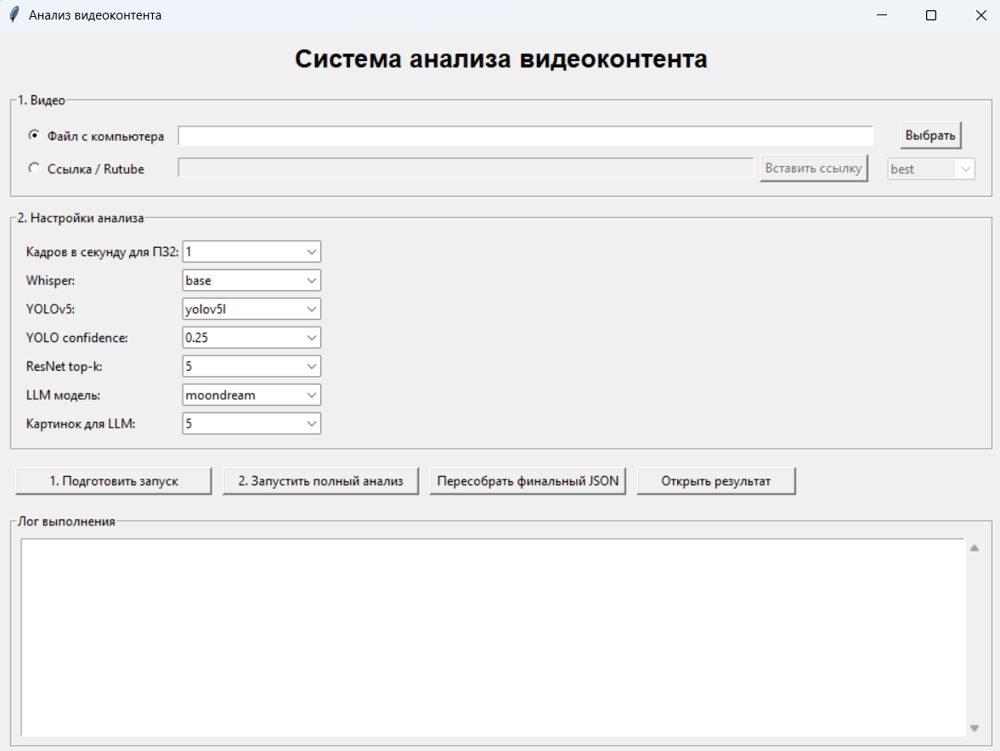 Анализ видеоконтента
Система анализа видеоконтента
1. Видео
Файл с компьютера
Выбрать
Ссылка / Rutube
Вставить ссылку
best
2. Настройки анализа
Кадров в секунду для ПЗ2: 1
Whisper: base
YOLOv5: yolov5l
YOLO confidence: 0.25
ResNet top-k: 5
LLM модель: moondream
Картинок для LLM: 5
1. Подготовить запуск
2. Запустить полный анализ
Пересобрать финальный JSON
Открыть результат
Лог выполнения